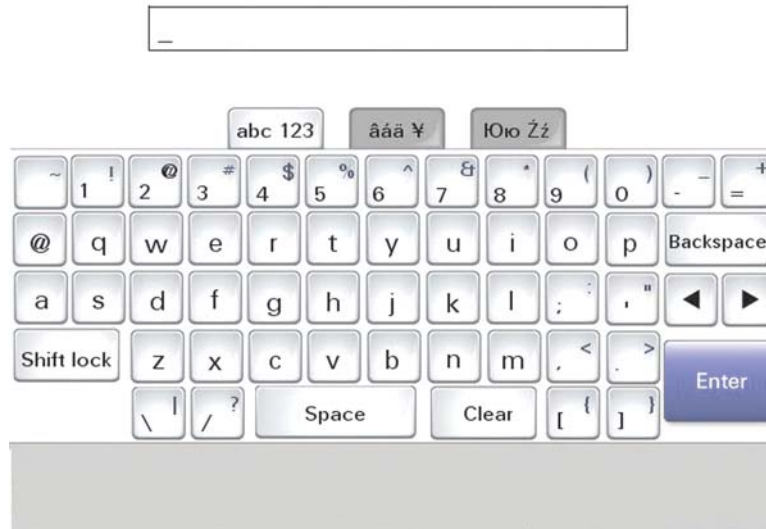 _
abc 123 âáä ¥ Юю Źź
~ ! 1 @ 2 # 3 $ 4 % 5 ^ 6 & 7 * 8 ( 9 ) 0 _ - + =
@ q w e r t y u i o p Backspace
a s d f g h j k l : ; " ' ◀ ▶
Shift lock z x c v b n m < , > . Enter
| \ ? / Space Clear { [ } ]